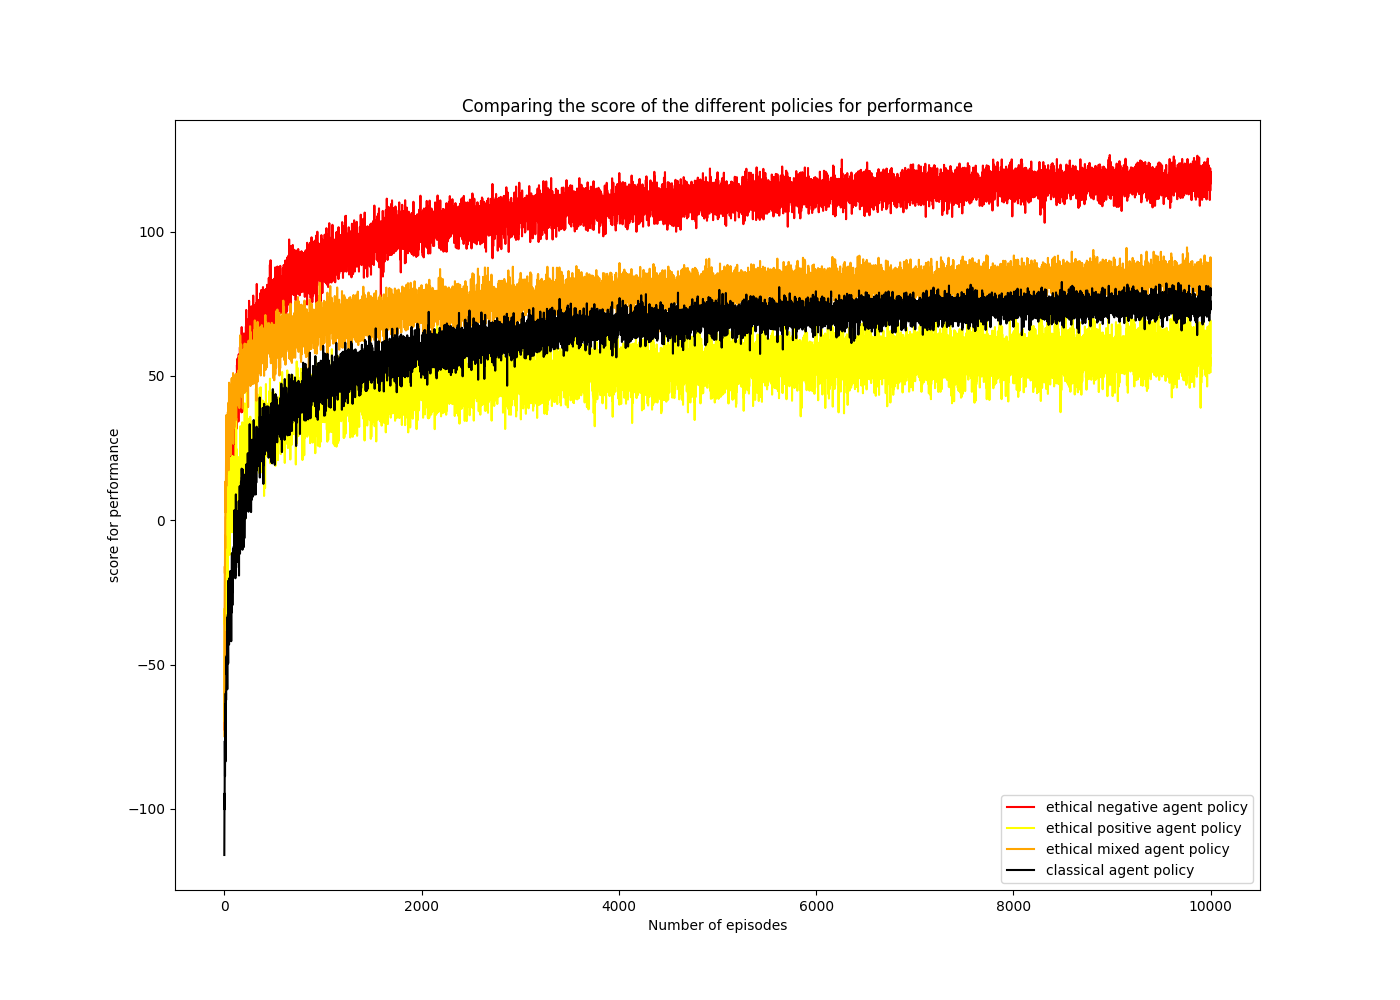 Comparing the score of the different policies for performance
score for performance
100
50
0
−50
−100
0
2000
4000
6000
8000
10000
Number of episodes
ethical negative agent policy
ethical positive agent policy
ethical mixed agent policy
classical agent policy